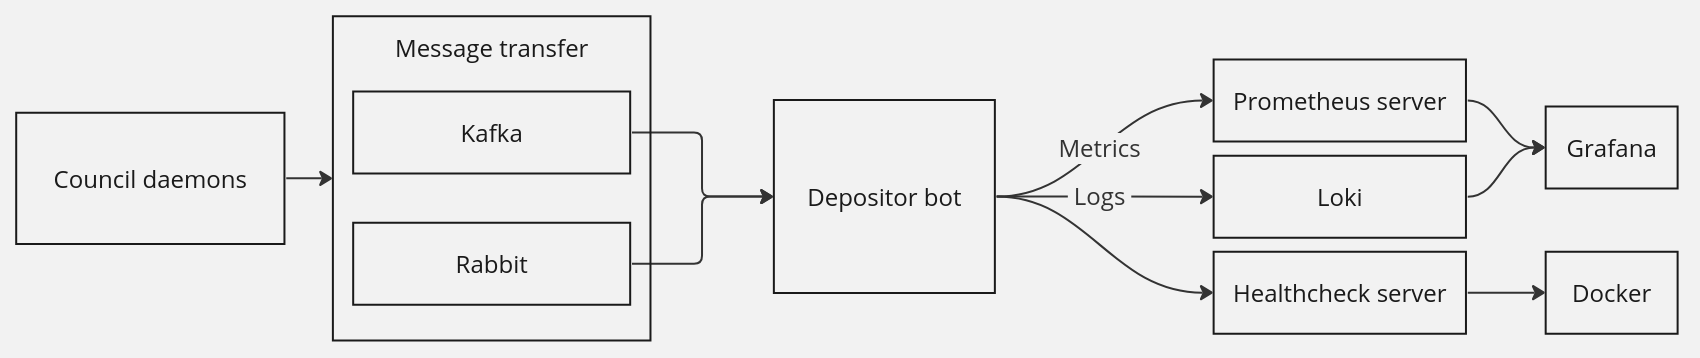 Council daemons
Message transfer
Kafka
Rabbit
Depositor bot
Metrics
Logs
Prometheus server
Loki
Healthcheck server
Grafana
Docker